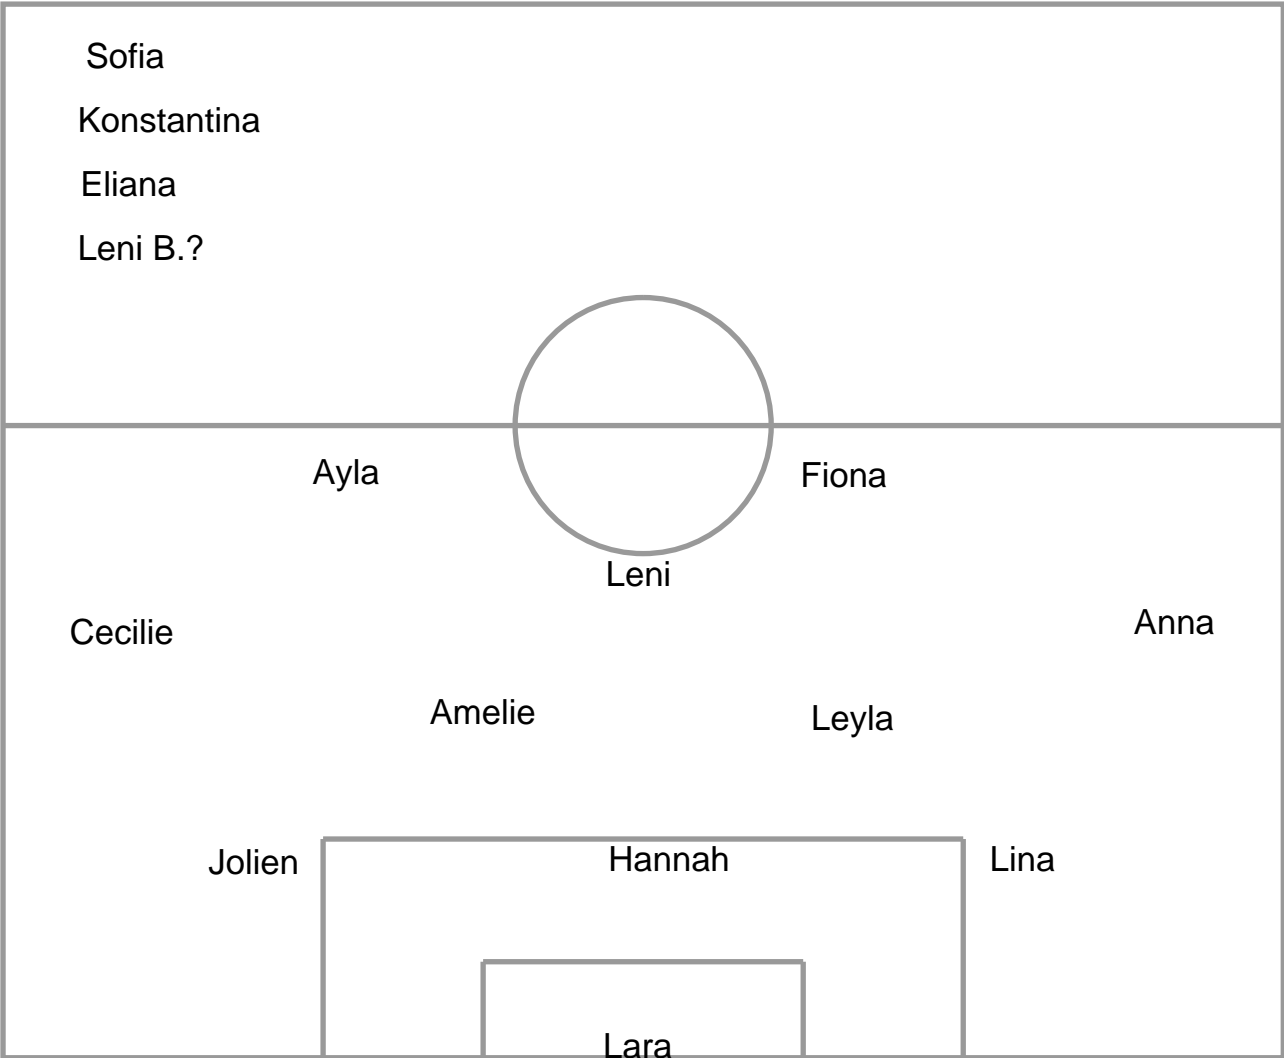 Sofia
Konstantina
Eliana
Leni B.?
Ayla
Fiona
Leni
Cecilie
Anna
Amelie
Leyla
Jolien
Hannah
Lina
Lara